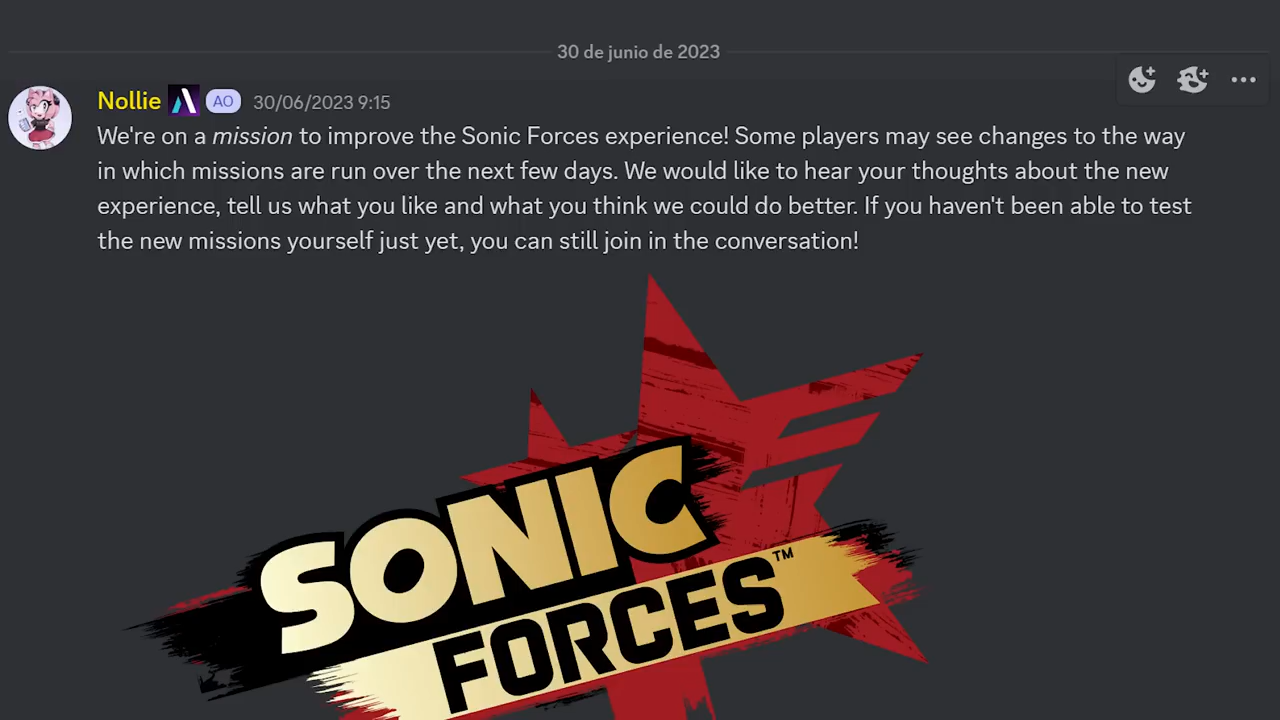 30 de junio de 2023
Nollie AO 30/06/2023 9:15
We're on a mission to improve the Sonic Forces experience! Some players may see changes to the way
in which missions are run over the next few days. We would like to hear your thoughts about the new
experience, tell us what you like and what you think we could do better. If you haven't been able to test
the new missions yourself just yet, you can still join in the conversation!
SONIC
FORCES™